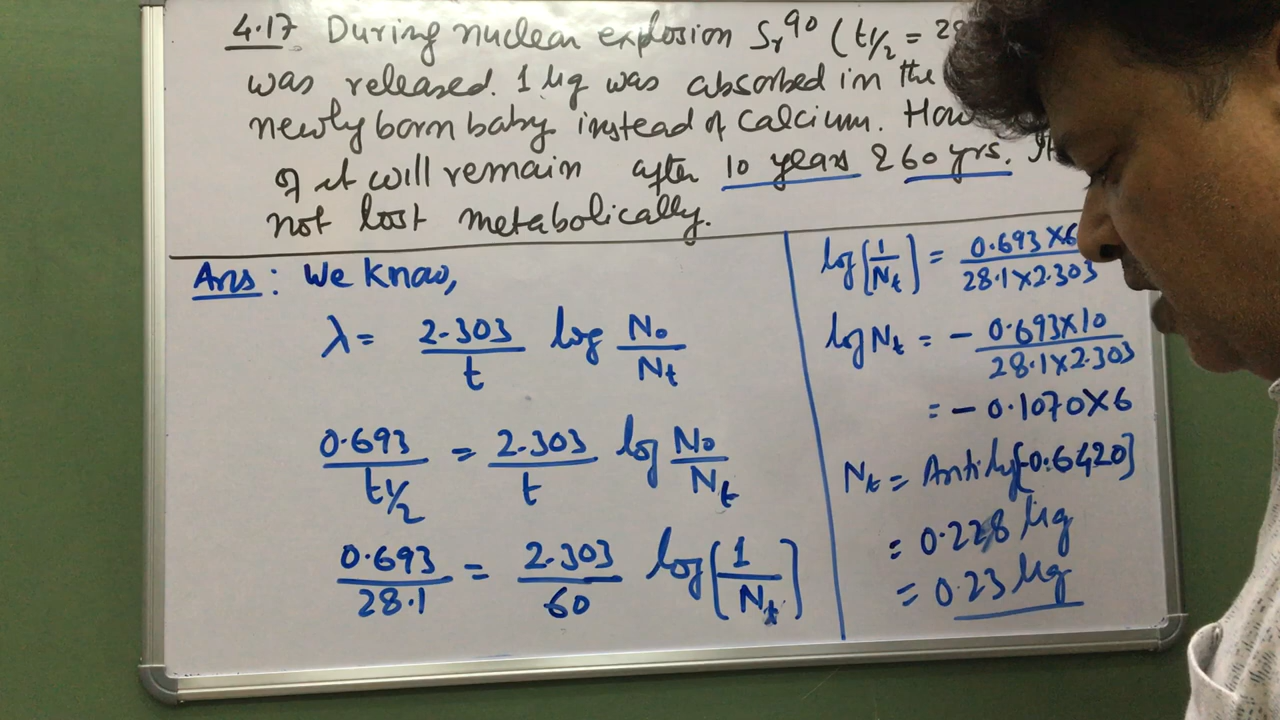 4.17 During nuclear explosion Sr90 (t1/2 = 28
was released. 1 μg was absorbed in the
newly born baby instead of calcium. How
of it will remain after 10 years & 60 yrs.
not lost metabolically.
Ans: We Know,
λ = 2.303/t log N₀/Nt
0.693/t1/2 = 2.303/t log N₀/Nt
0.693/28.1 = 2.303/60 log[1/Nt]
log[1/Nt] = 0.693×6/28.1×2.303
log Nt = - 0.693×10/28.1×2.303
= - 0.1070×6
Nt = Antilog[-0.6420]
= 0.228 μg
= 0.23 μg